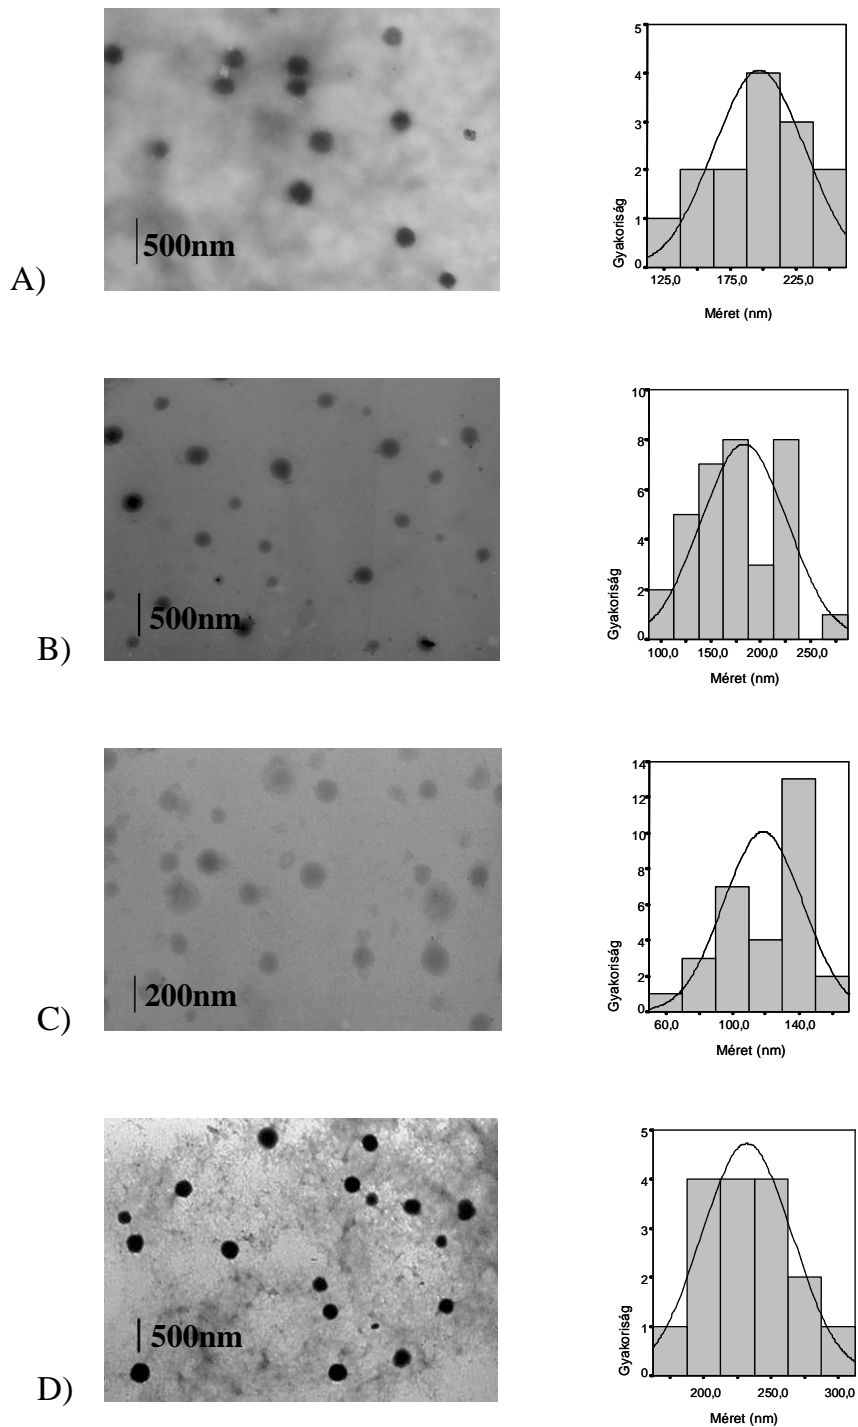 A)
500nm
5
4
3
2
1
0
Gyakoriság
125,0 175,0 225,0
Méret (nm)
B)
500nm
10
8
6
4
2
0
Gyakoriság
100,0 150,0 200,0 250,0
Méret (nm)
C)
200nm
14
12
10
8
6
4
2
0
Gyakoriság
60,0 100,0 140,0
Méret (nm)
D)
500nm
5
4
3
2
1
0
Gyakoriság
200,0 250,0 300,0
Méret (nm)